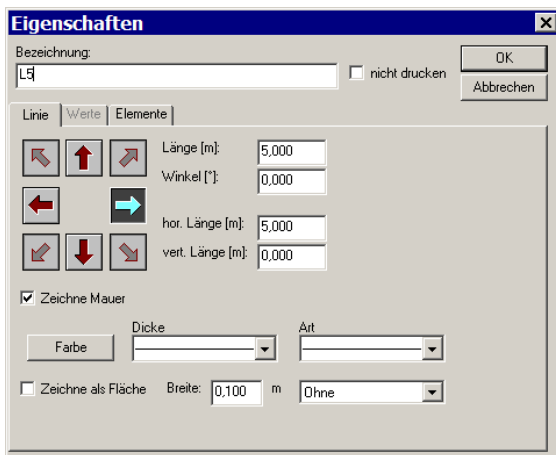 Eigenschaften
Bezeichnung:
L5
nicht drucken
OK
Abbrechen
Linie Werte Elemente
Länge [m]: 5,000
Winkel [°]: 0,000
hor. Länge [m]: 5,000
vert. Länge [m]: 0,000
Zeichne Mauer
Farbe
Dicke
Art
Zeichne als Fläche Breite: 0,100 m Ohne